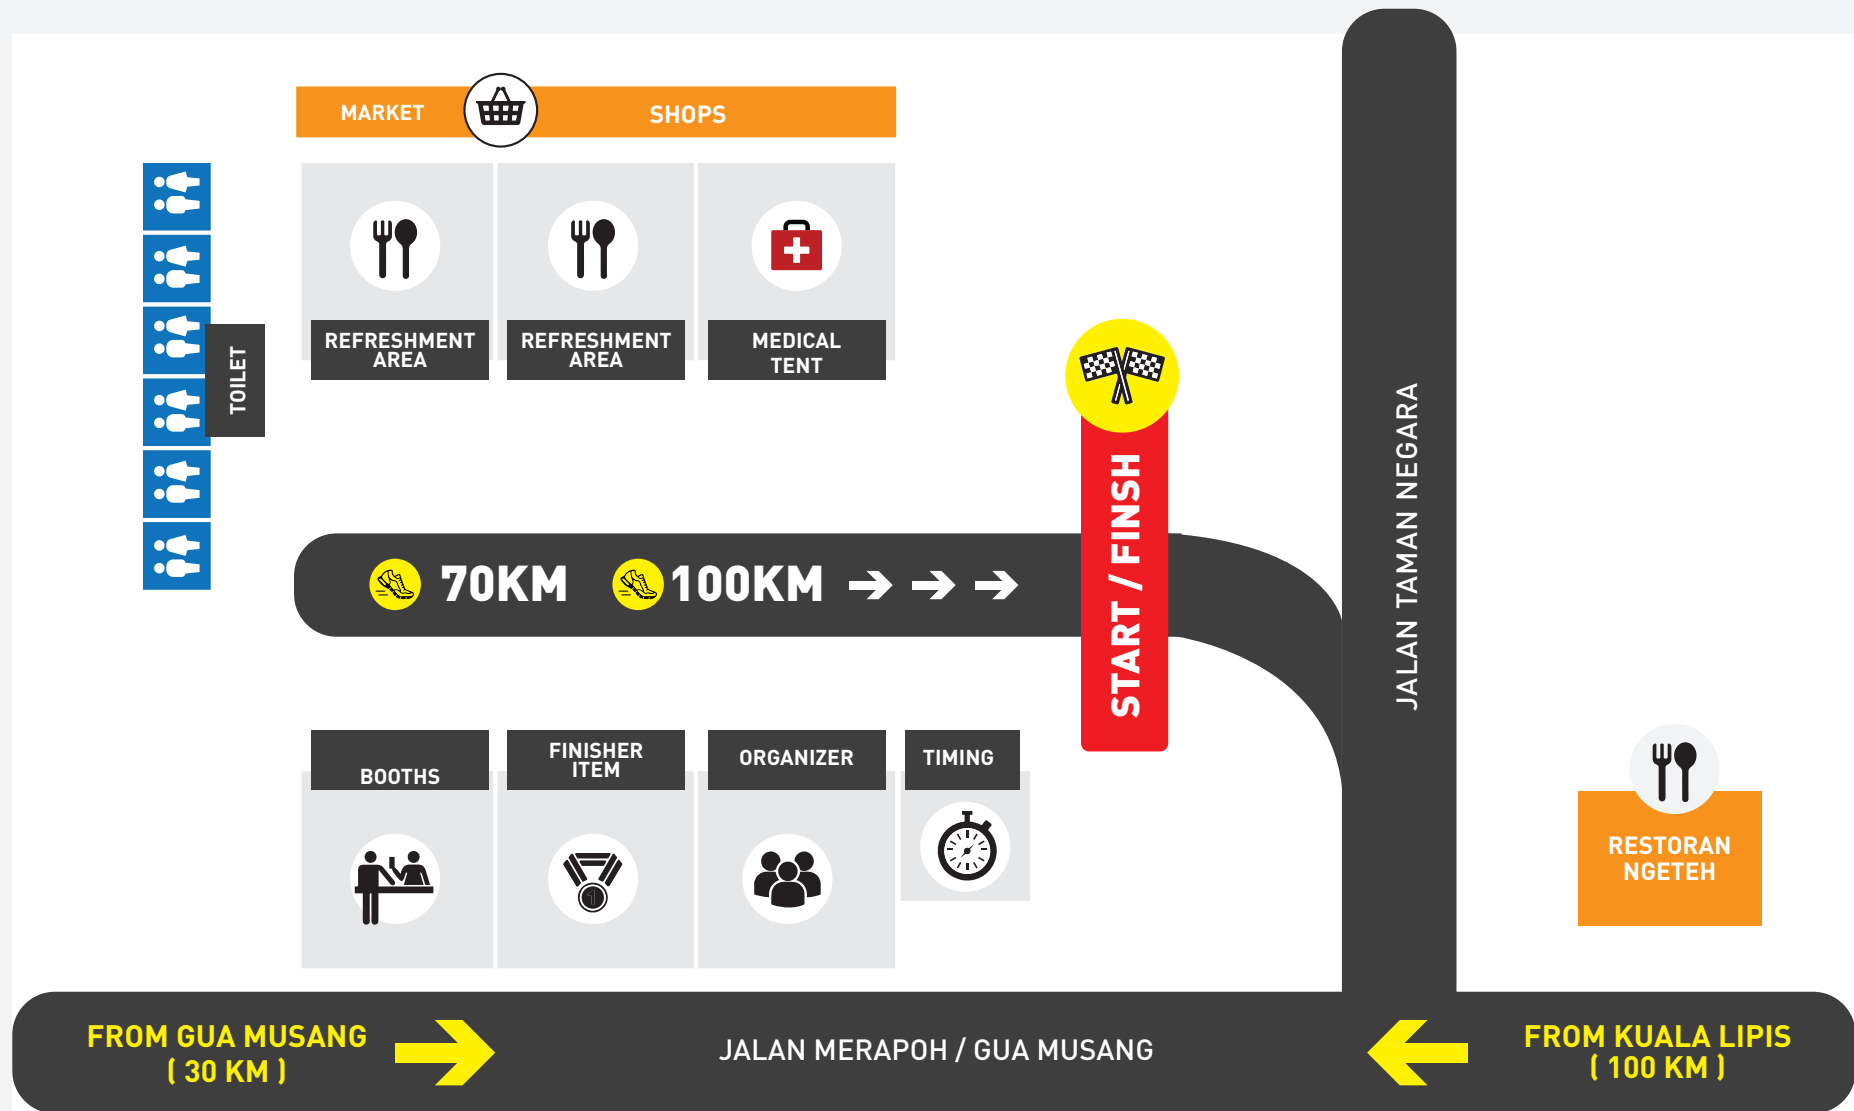 MARKET
SHOPS
REFRESHMENT
AREA
REFRESHMENT
AREA
MEDICAL
TENT
TOILET
70KM
100KM
START / FINSH
JALAN TAMAN NEGARA
BOOTHS
FINISHER
ITEM
ORGANIZER
TIMING
1
RESTORAN
NGETEH
FROM GUA MUSANG
( 30 KM )
JALAN MERAPOH / GUA MUSANG
FROM KUALA LIPIS
( 100 KM )